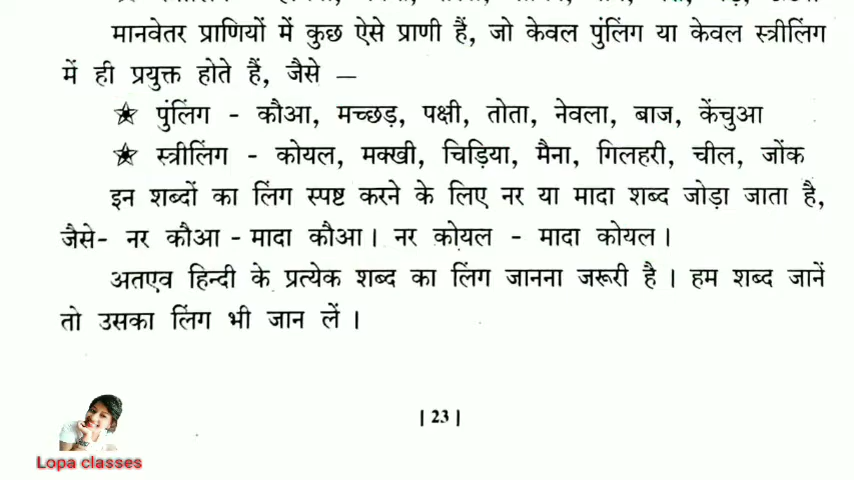 मानवेतर प्राणियों में कुछ ऐसे प्राणी हैं, जो केवल पुंलिंग या केवल स्त्रीलिंग
में ही प्रयुक्त होते हैं, जैसे —
☆ पुंलिंग - कौआ, मच्छड़, पक्षी, तोता, नेवला, बाज, केंचुआ
☆ स्त्रीलिंग - कोयल, मक्खी, चिड़िया, मैना, गिलहरी, चील, जोंक
इन शब्दों का लिंग स्पष्ट करने के लिए नर या मादा शब्द जोड़ा जाता है,
जैसे- नर कौआ - मादा कौआ। नर कोयल - मादा कोयल।
अतएव हिन्दी के प्रत्येक शब्द का लिंग जानना जरूरी है। हम शब्द जानें
तो उसका लिंग भी जान लें।
| 23 |
Lopa classes